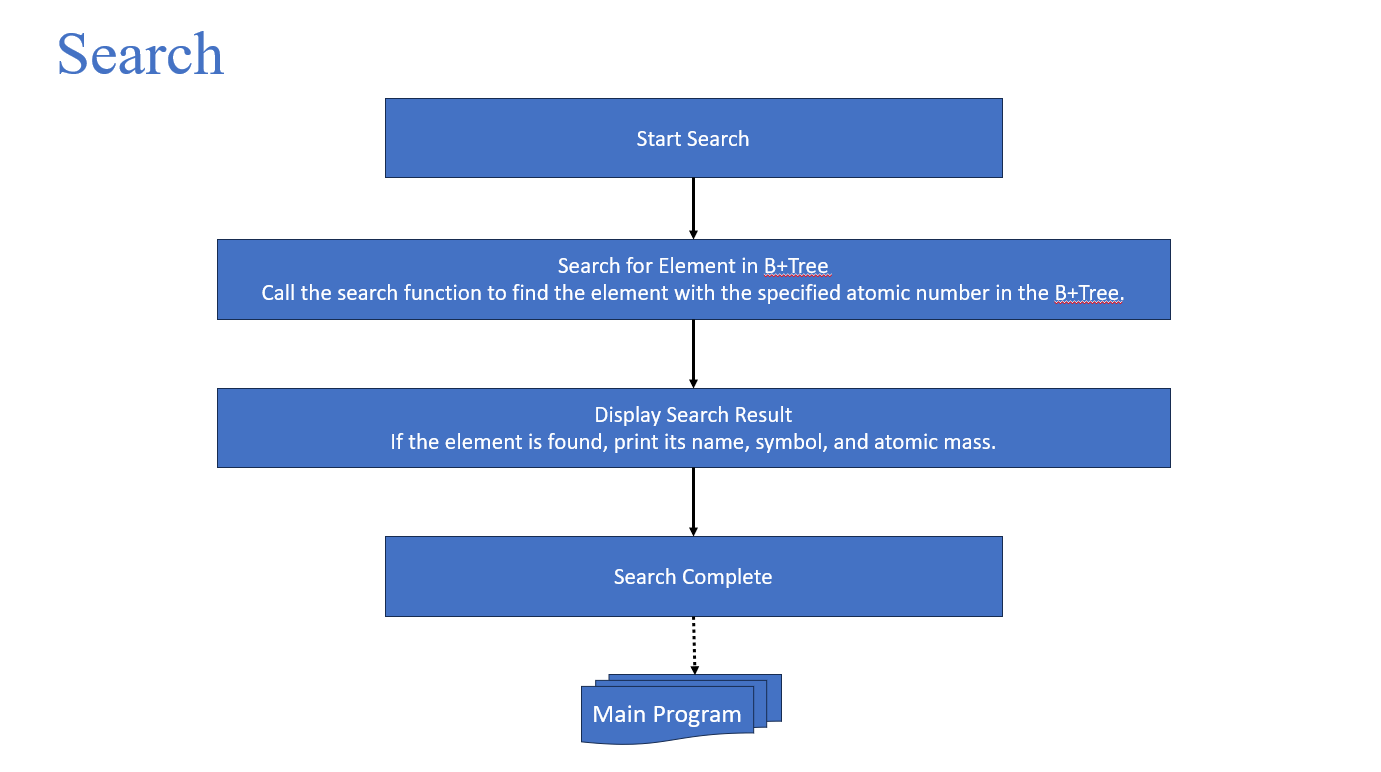 Search
Start Search
Search for Element in B+Tree
Call the search function to find the element with the specified atomic number in the B+Tree.
Display Search Result
If the element is found, print its name, symbol, and atomic mass.
Search Complete
Main Program